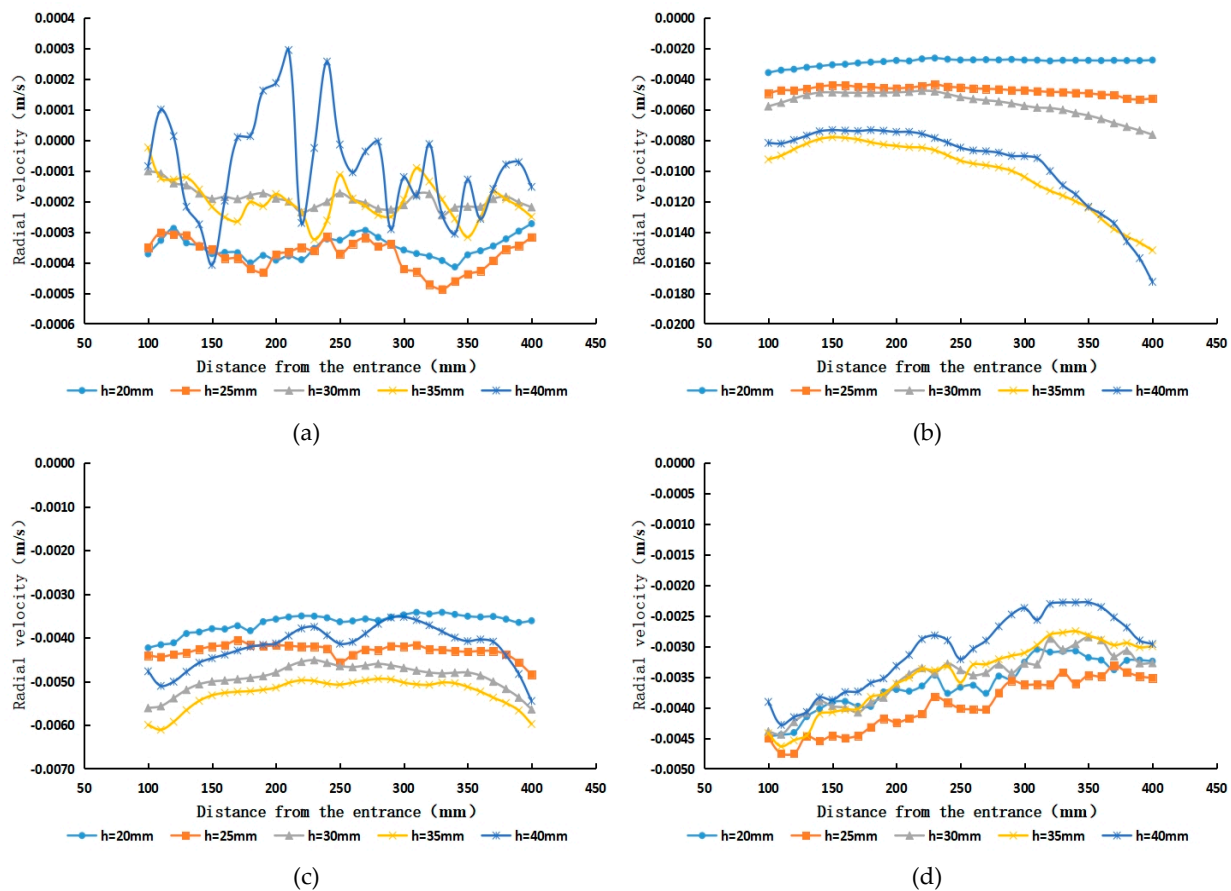 0.0004
0.0003
0.0002
0.0001
0.0000
-0.0001
-0.0002
-0.0003
-0.0004
-0.0005
-0.0006
Radial velocity (m/s)
50 100 150 200 250 300 350 400 450
Distance from the entrance (mm)
h=20mm h=25mm h=30mm h=35mm h=40mm
(a)
0.0000
-0.0020
-0.0040
-0.0060
-0.0080
-0.0100
-0.0120
-0.0140
-0.0160
-0.0180
-0.0200
Radial velocity (m/s)
50 100 150 200 250 300 350 400 450
Distance from the entrance (mm)
h=20mm h=25mm h=30mm h=35mm h=40mm
(b)
0.0000
-0.0010
-0.0020
-0.0030
-0.0040
-0.0050
-0.0060
-0.0070
Radial velocity (m/s)
50 100 150 200 250 300 350 400 450
Distance from the entrance (mm)
h=20mm h=25mm h=30mm h=35mm h=40mm
(c)
0.0000
-0.0005
-0.0010
-0.0015
-0.0020
-0.0025
-0.0030
-0.0035
-0.0040
-0.0045
-0.0050
Radial velocity (m/s)
50 100 150 200 250 300 350 400 450
Distance from the entrance (mm)
h=20mm h=25mm h=30mm h=35mm h=40mm
(d)